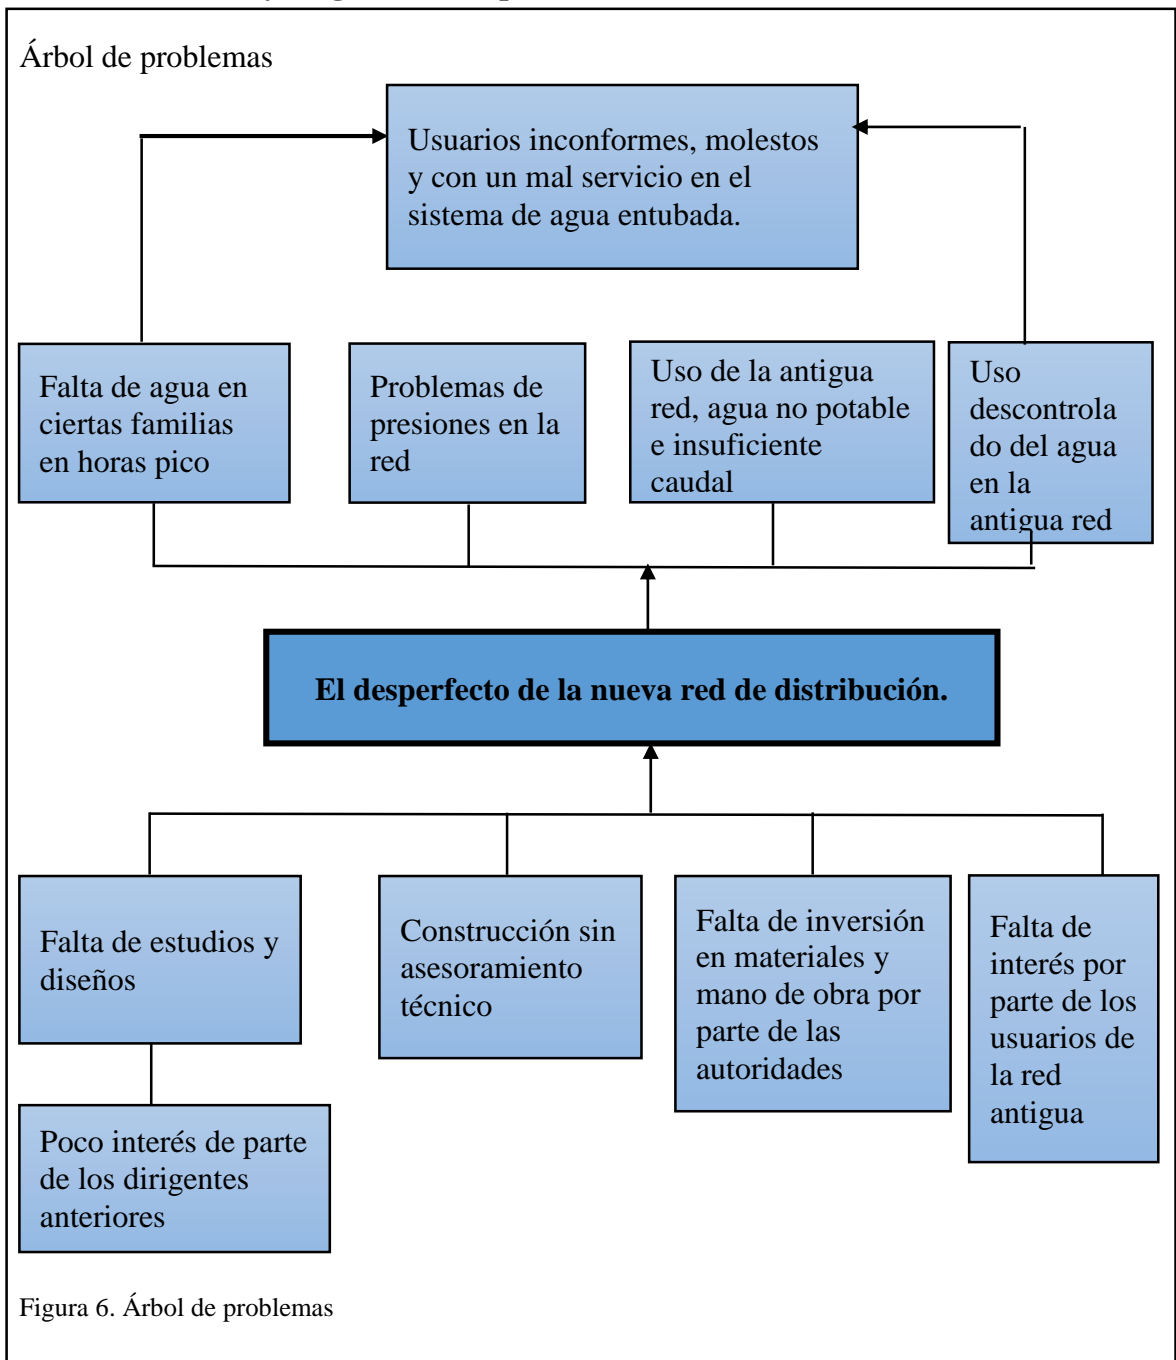 Árbol de problemas
Usuarios inconformes, molestos
y con un mal servicio en el
sistema de agua entubada.
Falta de agua en
ciertas familias
en horas pico
Problemas de
presiones en la
red
Uso de la antigua
red, agua no potable
e insuficiente
caudal
Uso
descontrola
do del agua
en la
antigua red
El desperfecto de la nueva red de distribución.
Falta de estudios y
diseños
Construcción sin
asesoramiento
técnico
Falta de inversión
en materiales y
mano de obra por
parte de las
autoridades
Falta de
interés por
parte de los
usuarios de
la red
antigua
Poco interés de parte
de los dirigentes
anteriores
Figura 6. Árbol de problemas